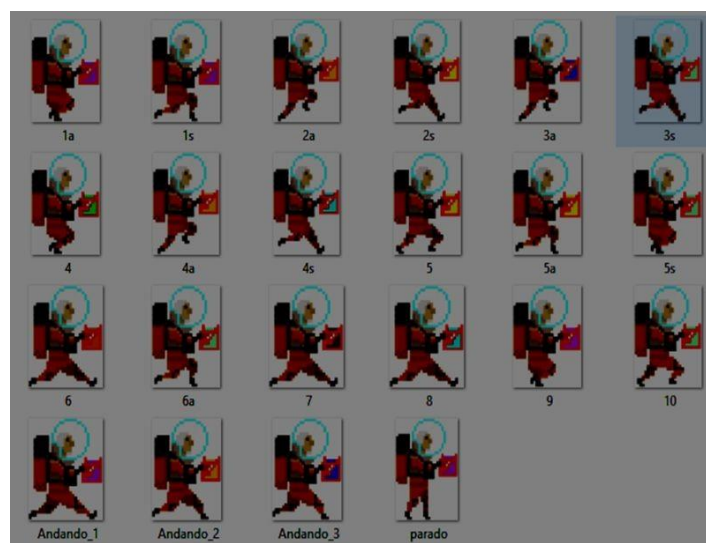 1a 1s 2a 2s 3a 3s
4 4a 4s 5 5a 5s
6 6a 7 8 9 10
Andando_1 Andando_2 Andando_3 parado